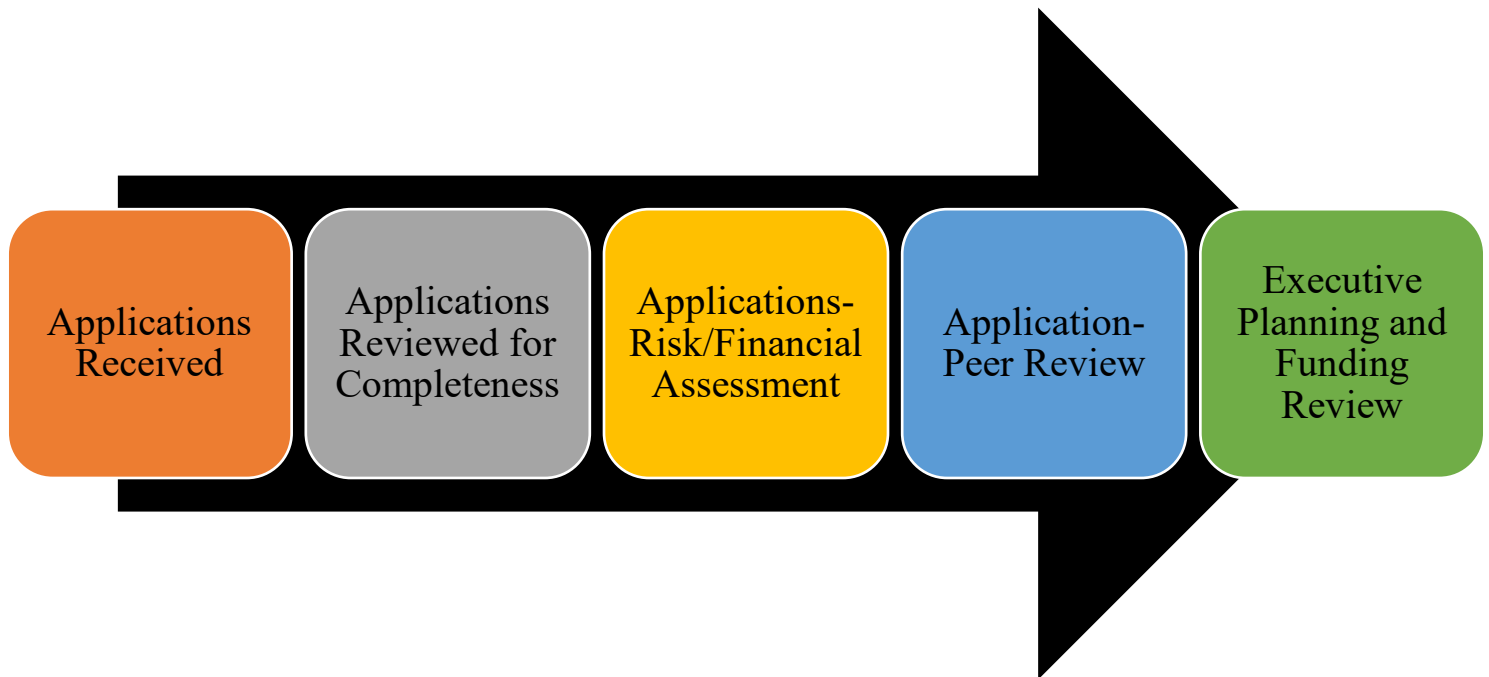 Applications
Received
Applications
Reviewed for
Completeness
Applications-
Risk/Financial
Assessment
Application-
Peer Review
Executive
Planning and
Funding
Review